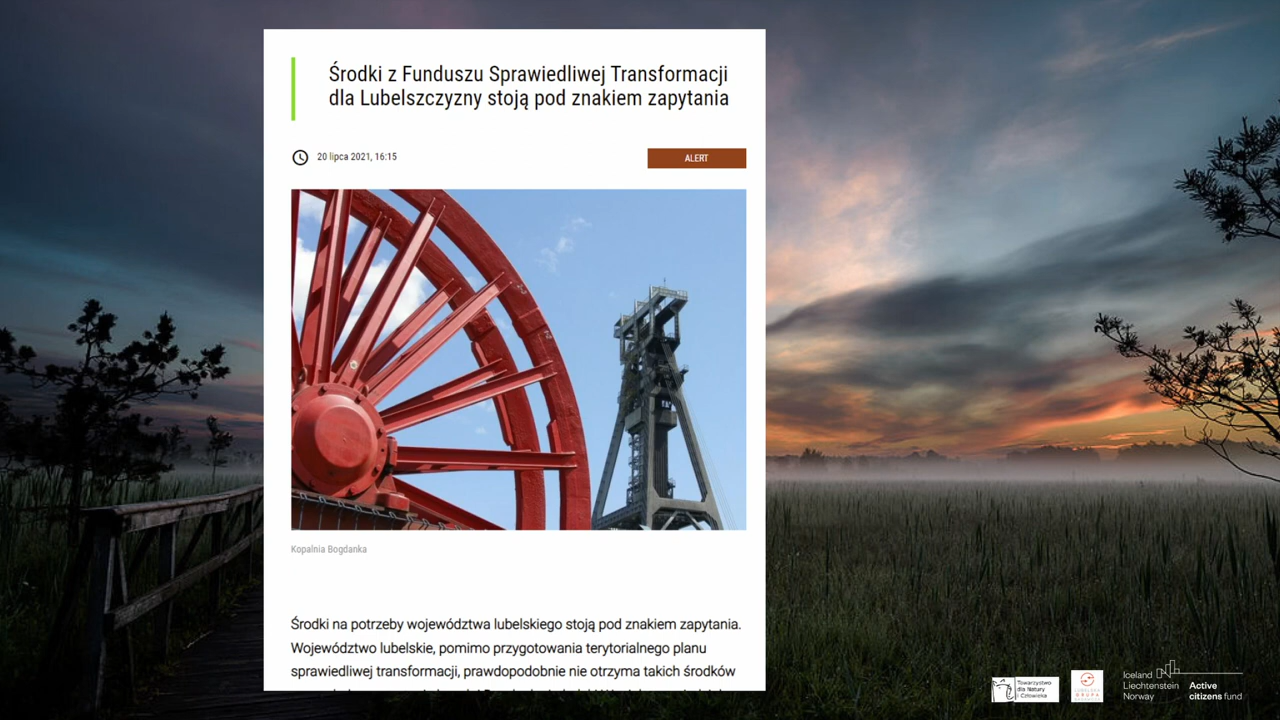 Środki z Funduszu Sprawiedliwej Transformacji
dla Lubelszczyzny stoją pod znakiem zapytania
20 lipca 2021, 16:15
ALERT
Kopalnia Bogdanka
Środki na potrzeby województwa lubelskiego stoją pod znakiem zapytania.
Województwo lubelskie, pomimo przygotowania terytorialnego planu
sprawiedliwej transformacji, prawdopodobnie nie otrzyma takich środków
Towarzystwo
dla Natury
i Człowieka
Iceland
Liechtenstein
Norway
Active
citizens fund